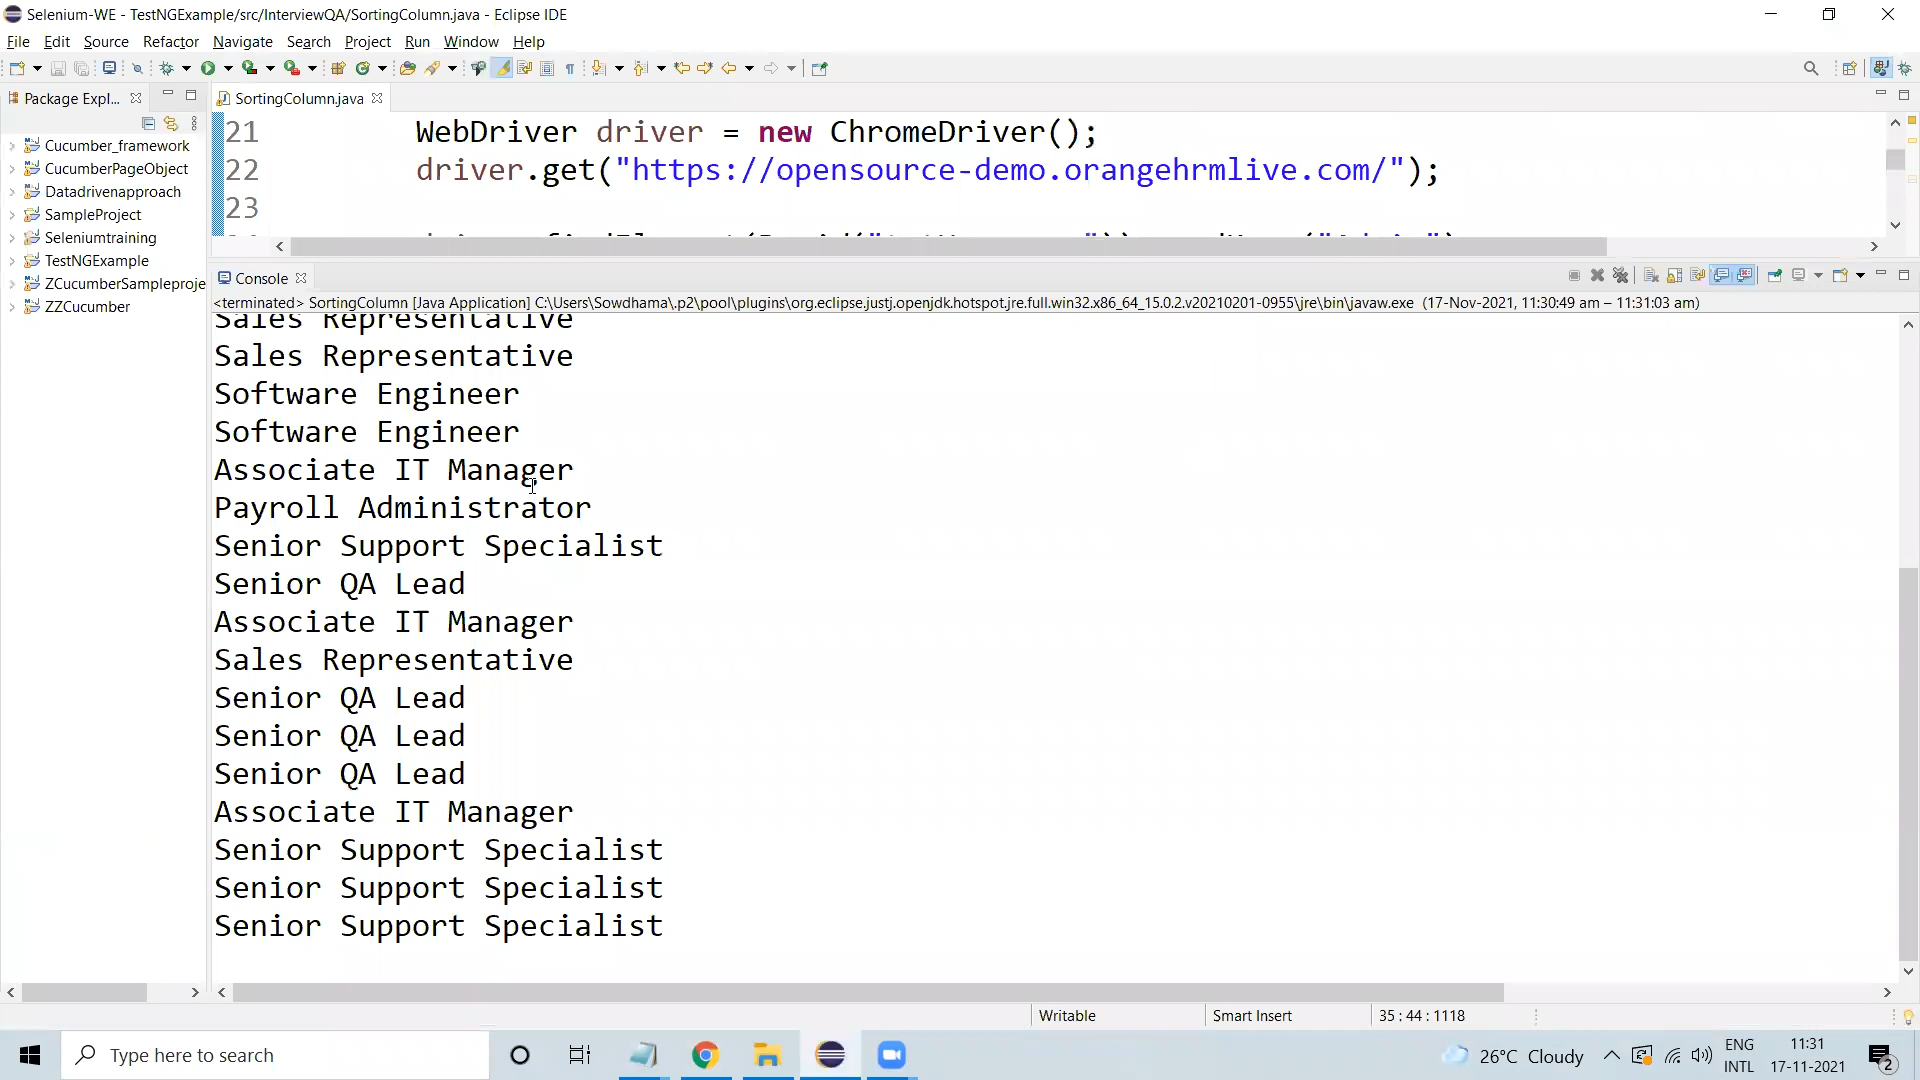 Selenium-WE - TestNGExample/src/InterviewQA/SortingColumn.java - Eclipse IDE
File Edit Source Refactor Navigate Search Project Run Window Help
Package Expl...
SortingColumn.java
Cucumber_framework
CucumberPageObject
Datadrivenapproach
SampleProject
Seleniumtraining
TestNGExample
ZCucumberSampleproje
ZZCucumber
21 WebDriver driver = new ChromeDriver();
22 driver.get("https://opensource-demo.orangehrmlive.com/");
23
Console
<terminated> SortingColumn [Java Application] C:\Users\Sowdhama\.p2\pool\plugins\org.eclipse.justj.openjdk.hotspot.jre.full.win32.x86_64_15.0.2.v20210201-0955\jre\bin\javaw.exe (17-Nov-2021, 11:30:49 am – 11:31:03 am)
Sales Representative
Sales Representative
Software Engineer
Software Engineer
Associate IT Manager
Payroll Administrator
Senior Support Specialist
Senior QA Lead
Associate IT Manager
Sales Representative
Senior QA Lead
Senior QA Lead
Senior QA Lead
Associate IT Manager
Senior Support Specialist
Senior Support Specialist
Senior Support Specialist
Writable Smart Insert 35 : 44 : 1118
Type here to search
26°C Cloudy
ENG
INTL
11:31
17-11-2021
2